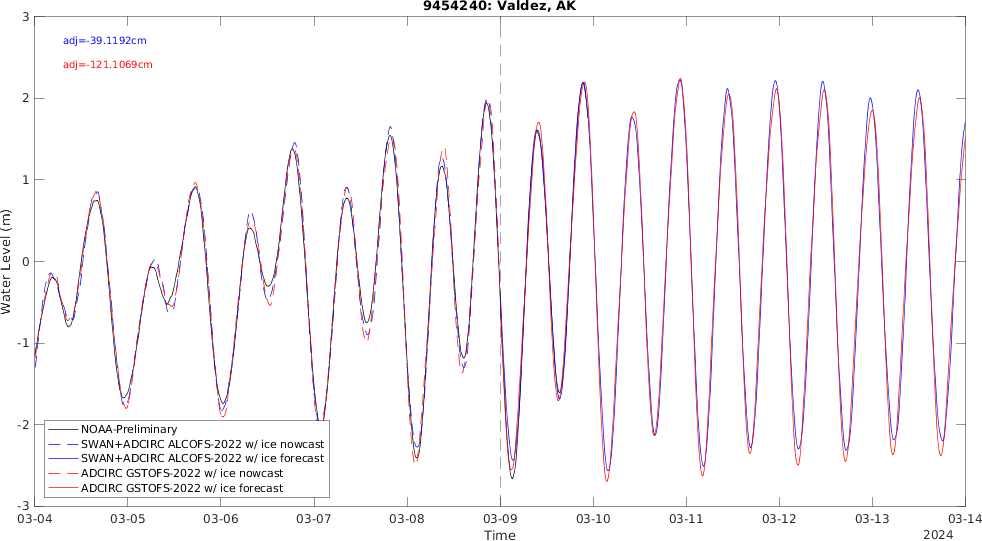 9454240: Valdez, AK
3
adj=-39.1192cm
adj=-121.1069cm
2
1
0
-1
-2
-3
Water Level (m)
NOAA-Preliminary
SWAN+ADCIRC ALCOFS-2022 w/ ice nowcast
SWAN+ADCIRC ALCOFS-2022 w/ ice forecast
ADCIRC GSTOFS-2022 w/ ice nowcast
ADCIRC GSTOFS-2022 w/ ice forecast
03-04 03-05 03-06 03-07 03-08 03-09 03-10 03-11 03-12 03-13 03-14
Time
2024